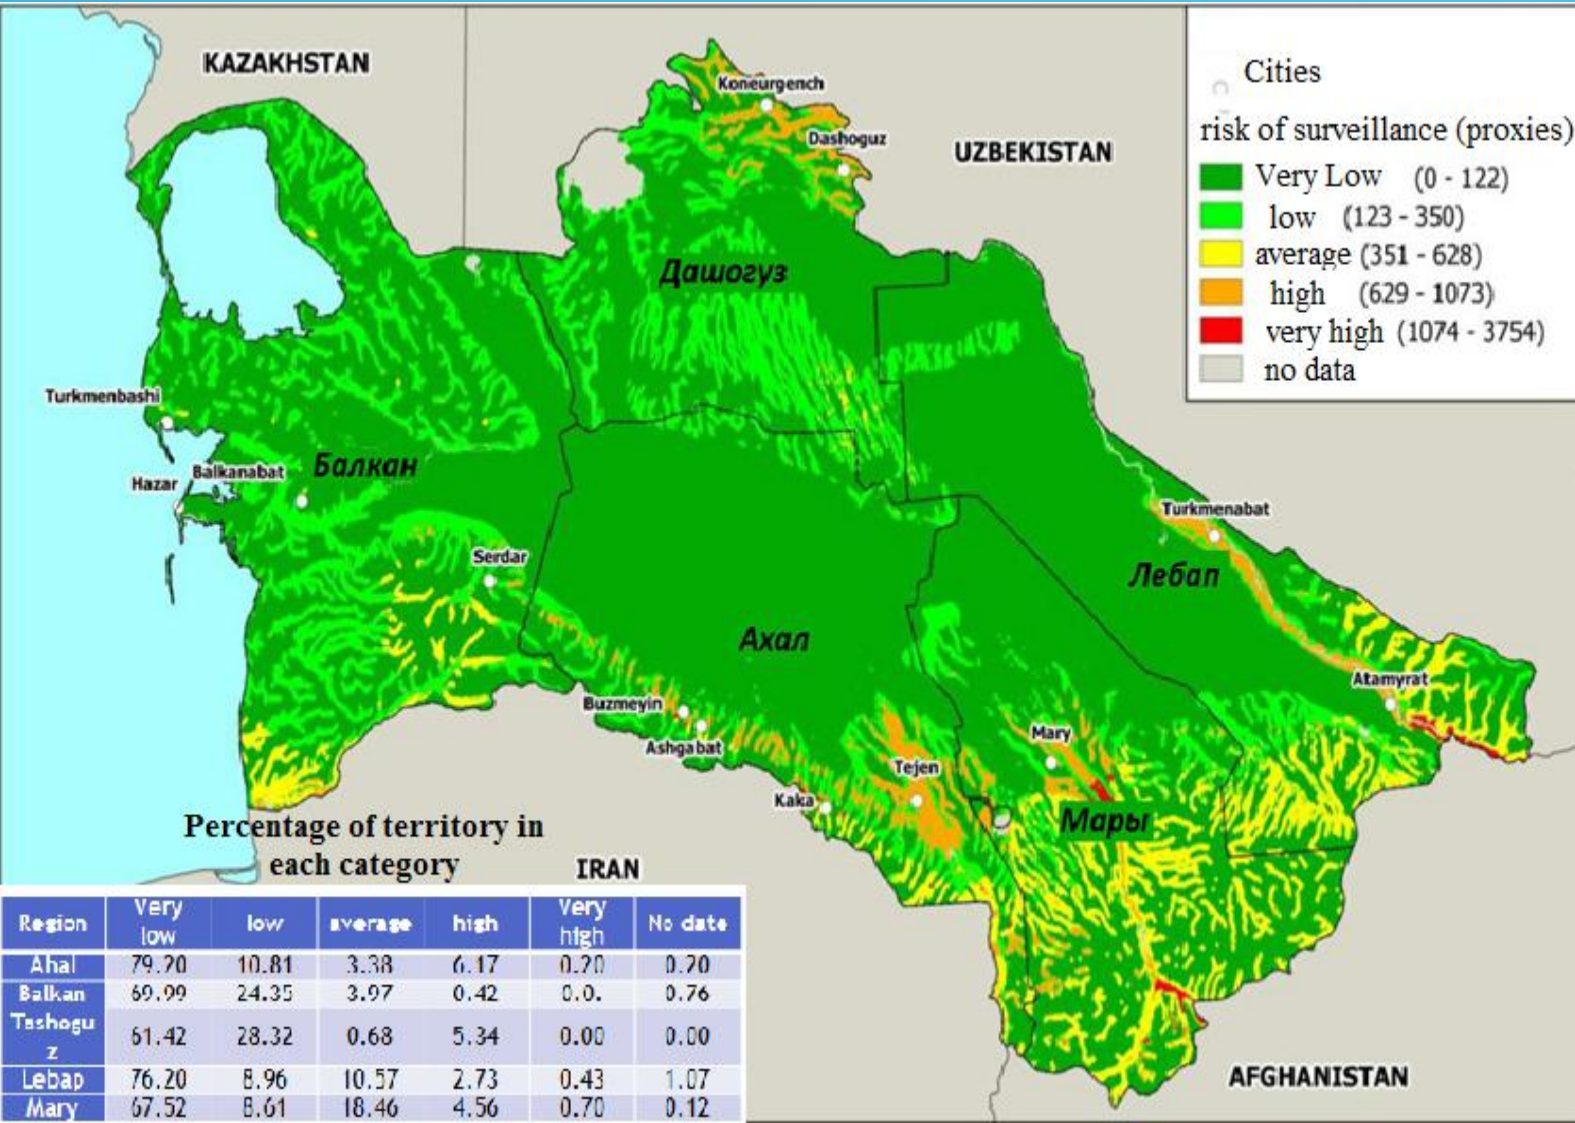 KAZAKHSTAN
Koneurgench
Dashoguz
UZBEKISTAN
Cities
risk of surveillance (proxies)
Very Low (0 - 122)
low (123 - 350)
average (351 - 628)
high (629 - 1073)
very high (1074 - 3754)
no data
Дашогуз
Turkmenbashi
Hazar
Balkanabat
Балкан
Serdar
Turkmenabat
Лебап
Ахал
Buzmeyin
Ashgabat
Atamyrat
Mary
Tejen
Kaka
Мары
Percentage of territory in
each category
IRAN
AFGHANISTAN
Region Very low low average high Very high No date
Ahal 79.20 10.81 3.38 6.17 0.20 0.20
Balkan 69.99 24.35 3.97 0.42 0.0. 0.76
Tashogu
z 61.42 28.32 0.68 5.34 0.00 0.00
Lebap 76.20 8.96 10.57 2.73 0.43 1.07
Mary 67.52 8.61 18.46 4.56 0.70 0.12